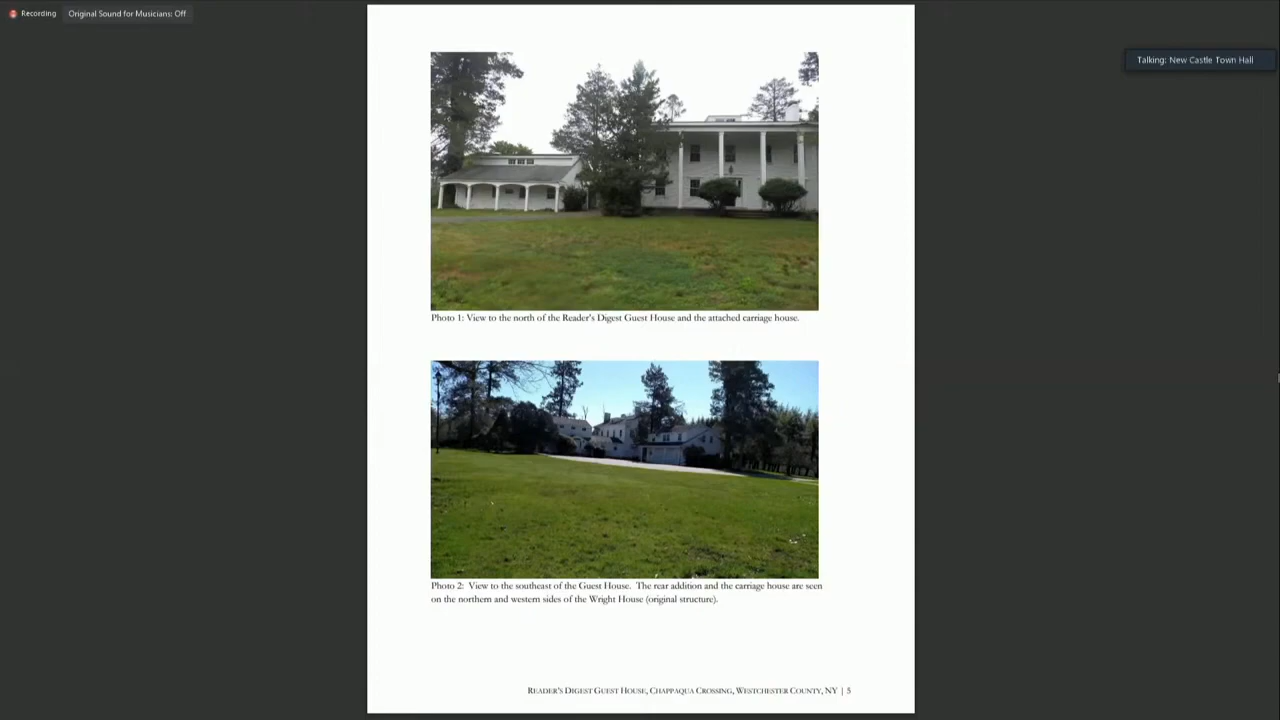 Recording
Original Sound for Musicians: Off
Talking: New Castle Town Hall
Photo 1: View to the north of the Reader's Digest Guest House and the attached carriage house.
Photo 2:  View to the southeast of the Guest House.  The rear addition and the carriage house are seen
on the northern and western sides of the Wright House (original structure).
READER'S DIGEST GUEST HOUSE, CHAPPAQUA CROSSING, WESTCHESTER COUNTY, NY | 5